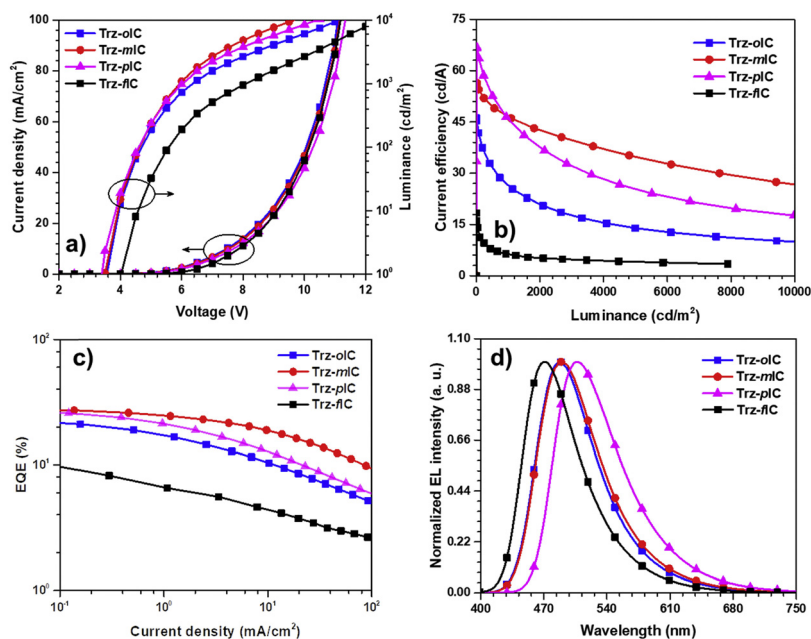 100
80
60
40
20
0
Current density (mA/cm²)
Trz-oIC
Trz-mIC
Trz-pIC
Trz-fIC
a)
10⁴
10³
10²
10¹
10⁰
Luminance (cd/m²)
2 4 6 8 10 12
Voltage (V)
75
60
45
30
15
0
Current efficiency (cd/A)
Trz-oIC
Trz-mIC
Trz-pIC
Trz-fIC
b)
0 2000 4000 6000 8000 10000
Luminance (cd/m²)
10²
10¹
10⁰
EQE (%)
c)
Trz-oIC
Trz-mIC
Trz-pIC
Trz-fIC
10⁻¹ 10⁰ 10¹ 10²
Current density (mA/cm²)
1.10
0.88
0.66
0.44
0.22
0.00
Normalized EL intensity (a. u.)
d)
Trz-oIC
Trz-mIC
Trz-pIC
Trz-fIC
400 470 540 610 680 750
Wavelength (nm)